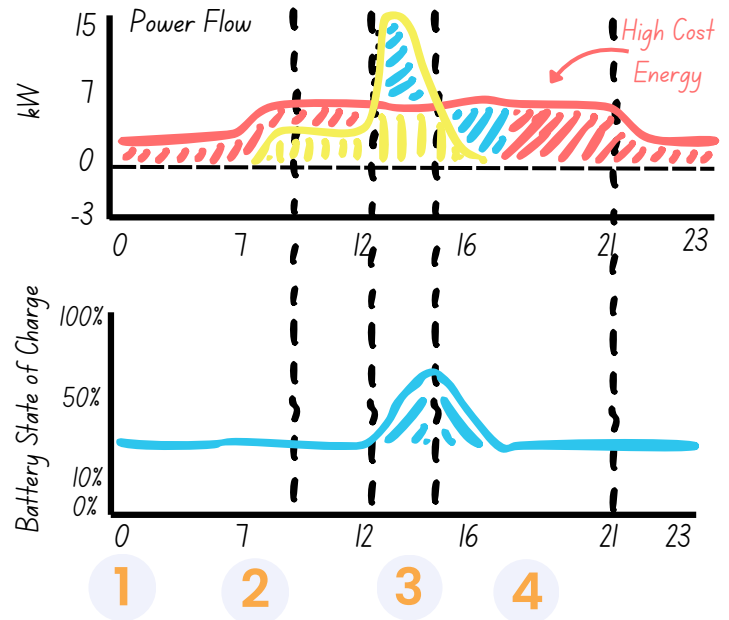 Power Flow
High Cost
Energy
kW
15
7
0
-3
0 7 12 16 21 23
Battery State of Charge
100%
50%
10%
0%
0 7 12 16 21 23
1 2 3 4